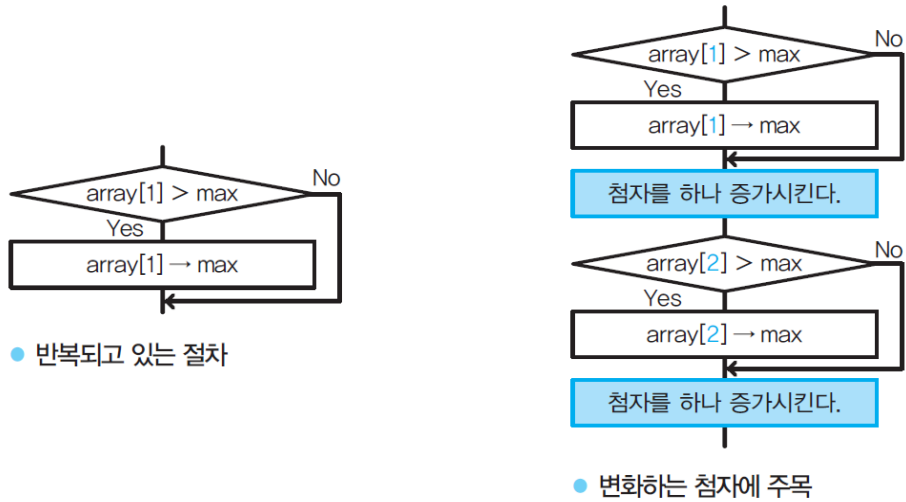 array[1] > max
No
Yes
array[1] → max
● 반복되고 있는 절차
array[1] > max
No
Yes
array[1] → max
첨자를 하나 증가시킨다.
array[2] > max
No
Yes
array[2] → max
첨자를 하나 증가시킨다.
● 변화하는 첨자에 주목